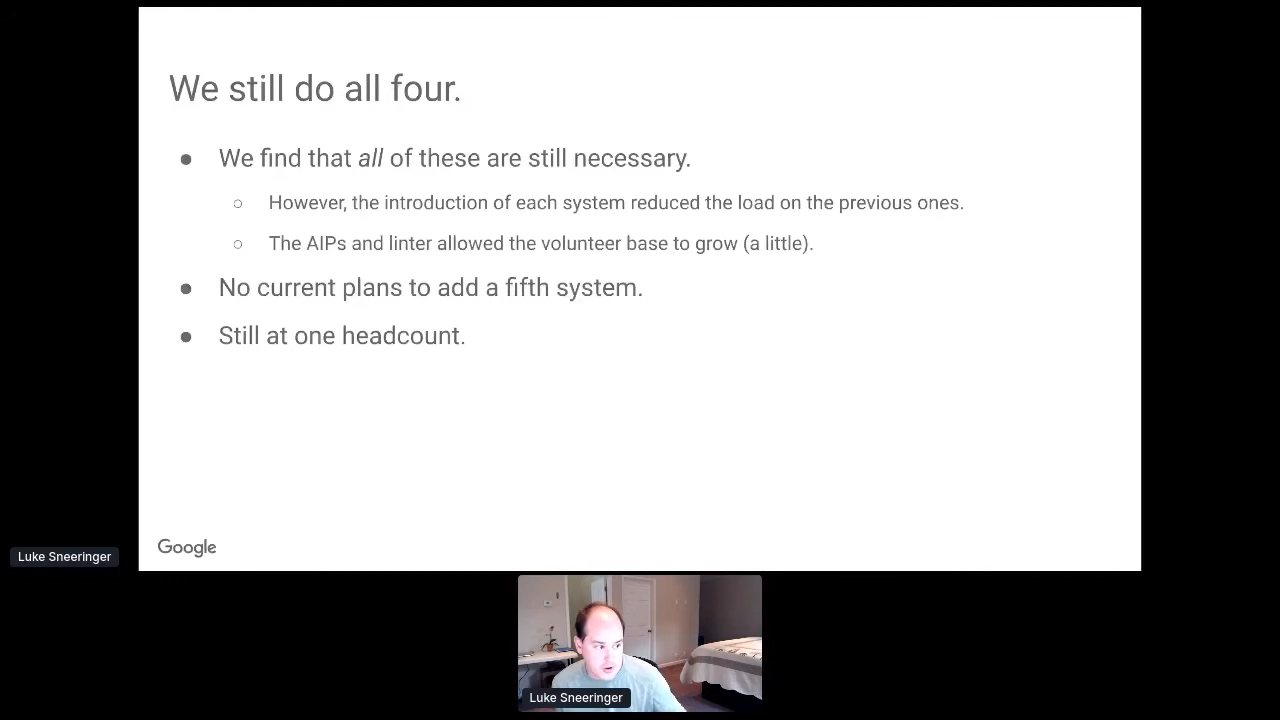 We still do all four.
● We find that all of these are still necessary.
○ However, the introduction of each system reduced the load on the previous ones.
○ The AIPs and linter allowed the volunteer base to grow (a little).
● No current plans to add a fifth system.
● Still at one headcount.
Google
Luke Sneeringer
Luke Sneeringer